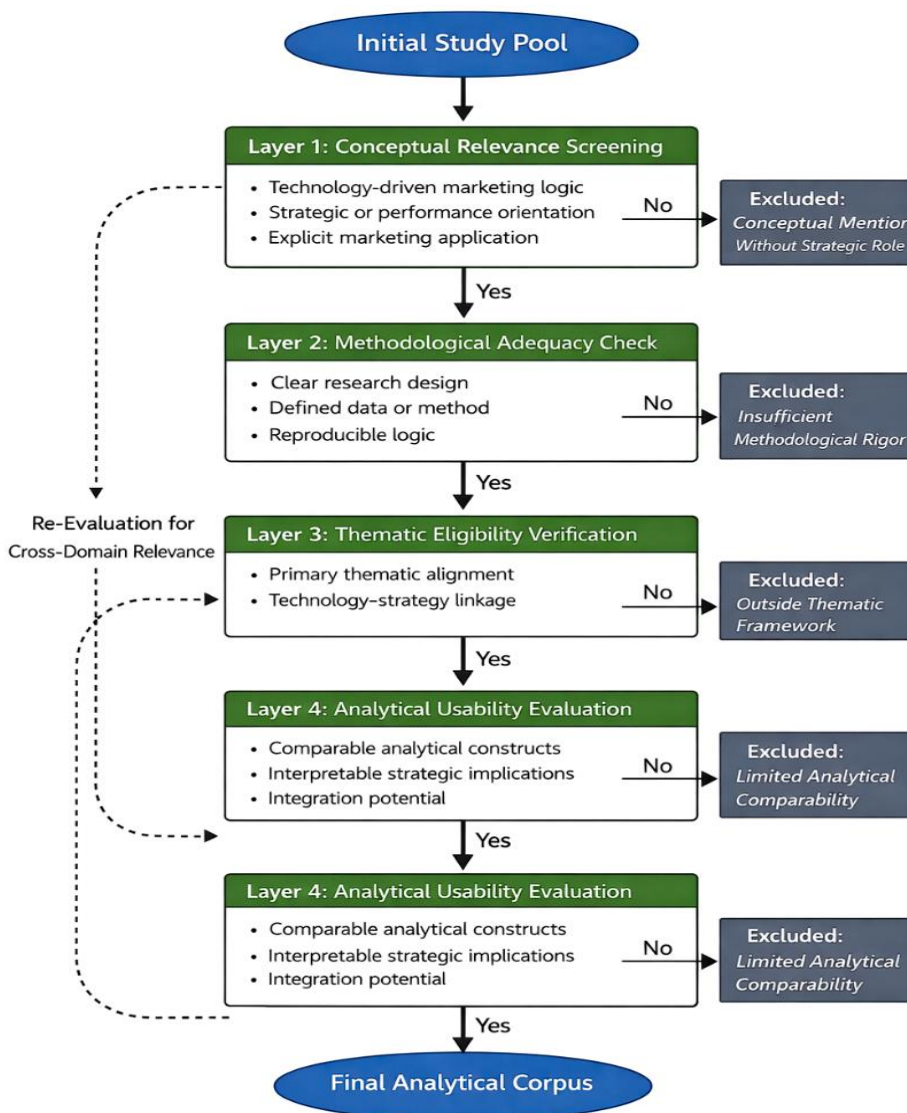 Initial Study Pool
Layer 1: Conceptual Relevance Screening
• Technology-driven marketing logic
• Strategic or performance orientation
• Explicit marketing application
No
Excluded:
Conceptual Mention
Without Strategic Role
Yes
Layer 2: Methodological Adequacy Check
• Clear research design
• Defined data or method
• Reproducible logic
No
Excluded:
Insufficient
Methodological Rigor
Yes
Re-Evaluation for
Cross-Domain Relevance
Layer 3: Thematic Eligibility Verification
• Primary thematic alignment
• Technology–strategy linkage
No
Excluded:
Outside Thematic
Framework
Yes
Layer 4: Analytical Usability Evaluation
• Comparable analytical constructs
• Interpretable strategic implications
• Integration potential
No
Excluded:
Limited Analytical
Comparability
Yes
Layer 4: Analytical Usability Evaluation
• Comparable analytical constructs
• Interpretable strategic implications
• Integration potential
No
Excluded:
Limited Analytical
Comparability
Yes
Final Analytical Corpus